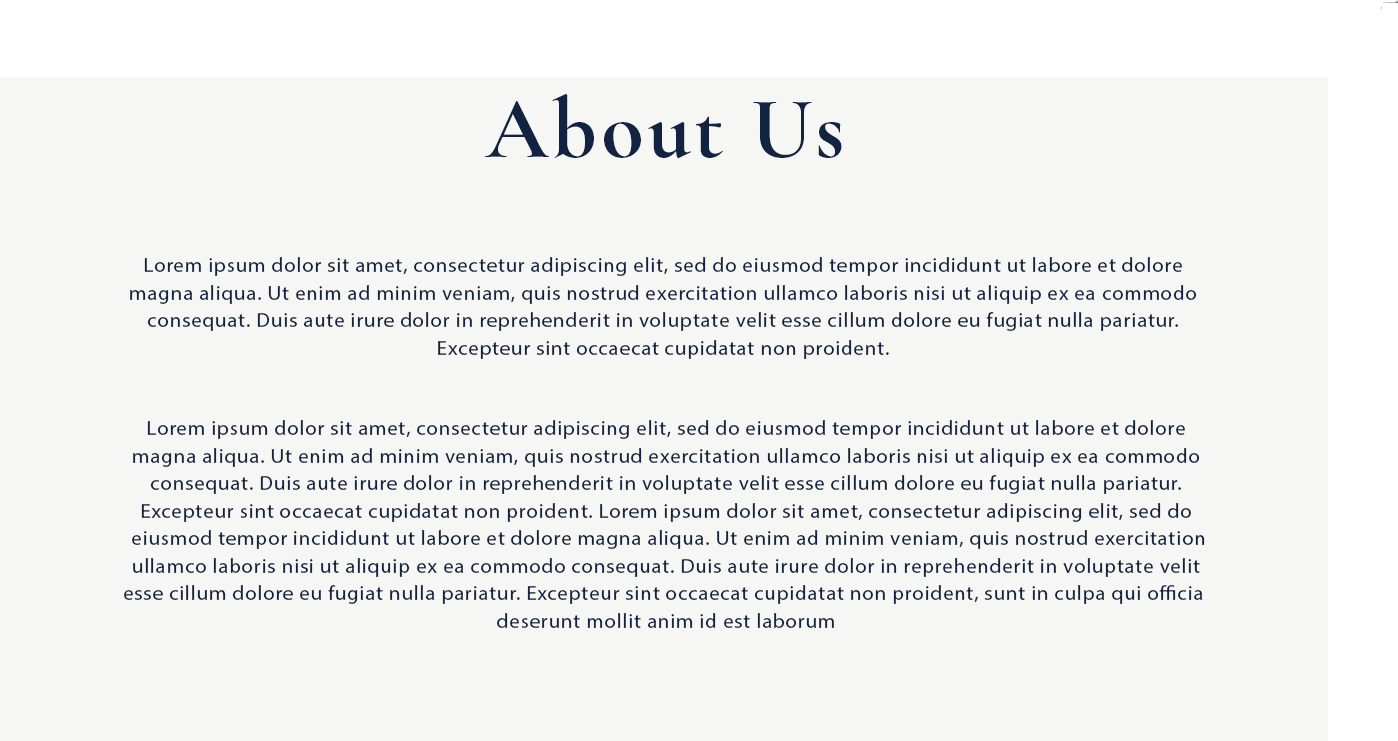 About Us
Lorem ipsum dolor sit amet, consectetur adipiscing elit, sed do eiusmod tempor incididunt ut labore et dolore
magna aliqua. Ut enim ad minim veniam, quis nostrud exercitation ullamco laboris nisi ut aliquip ex ea commodo
consequat. Duis aute irure dolor in reprehenderit in voluptate velit esse cillum dolore eu fugiat nulla pariatur.
Excepteur sint occaecat cupidatat non proident.
Lorem ipsum dolor sit amet, consectetur adipiscing elit, sed do eiusmod tempor incididunt ut labore et dolore
magna aliqua. Ut enim ad minim veniam, quis nostrud exercitation ullamco laboris nisi ut aliquip ex ea commodo
consequat. Duis aute irure dolor in reprehenderit in voluptate velit esse cillum dolore eu fugiat nulla pariatur.
Excepteur sint occaecat cupidatat non proident. Lorem ipsum dolor sit amet, consectetur adipiscing elit, sed do
eiusmod tempor incididunt ut labore et dolore magna aliqua. Ut enim ad minim veniam, quis nostrud exercitation
ullamco laboris nisi ut aliquip ex ea commodo consequat. Duis aute irure dolor in reprehenderit in voluptate velit
esse cillum dolore eu fugiat nulla pariatur. Excepteur sint occaecat cupidatat non proident, sunt in culpa qui officia
deserunt mollit anim id est laborum